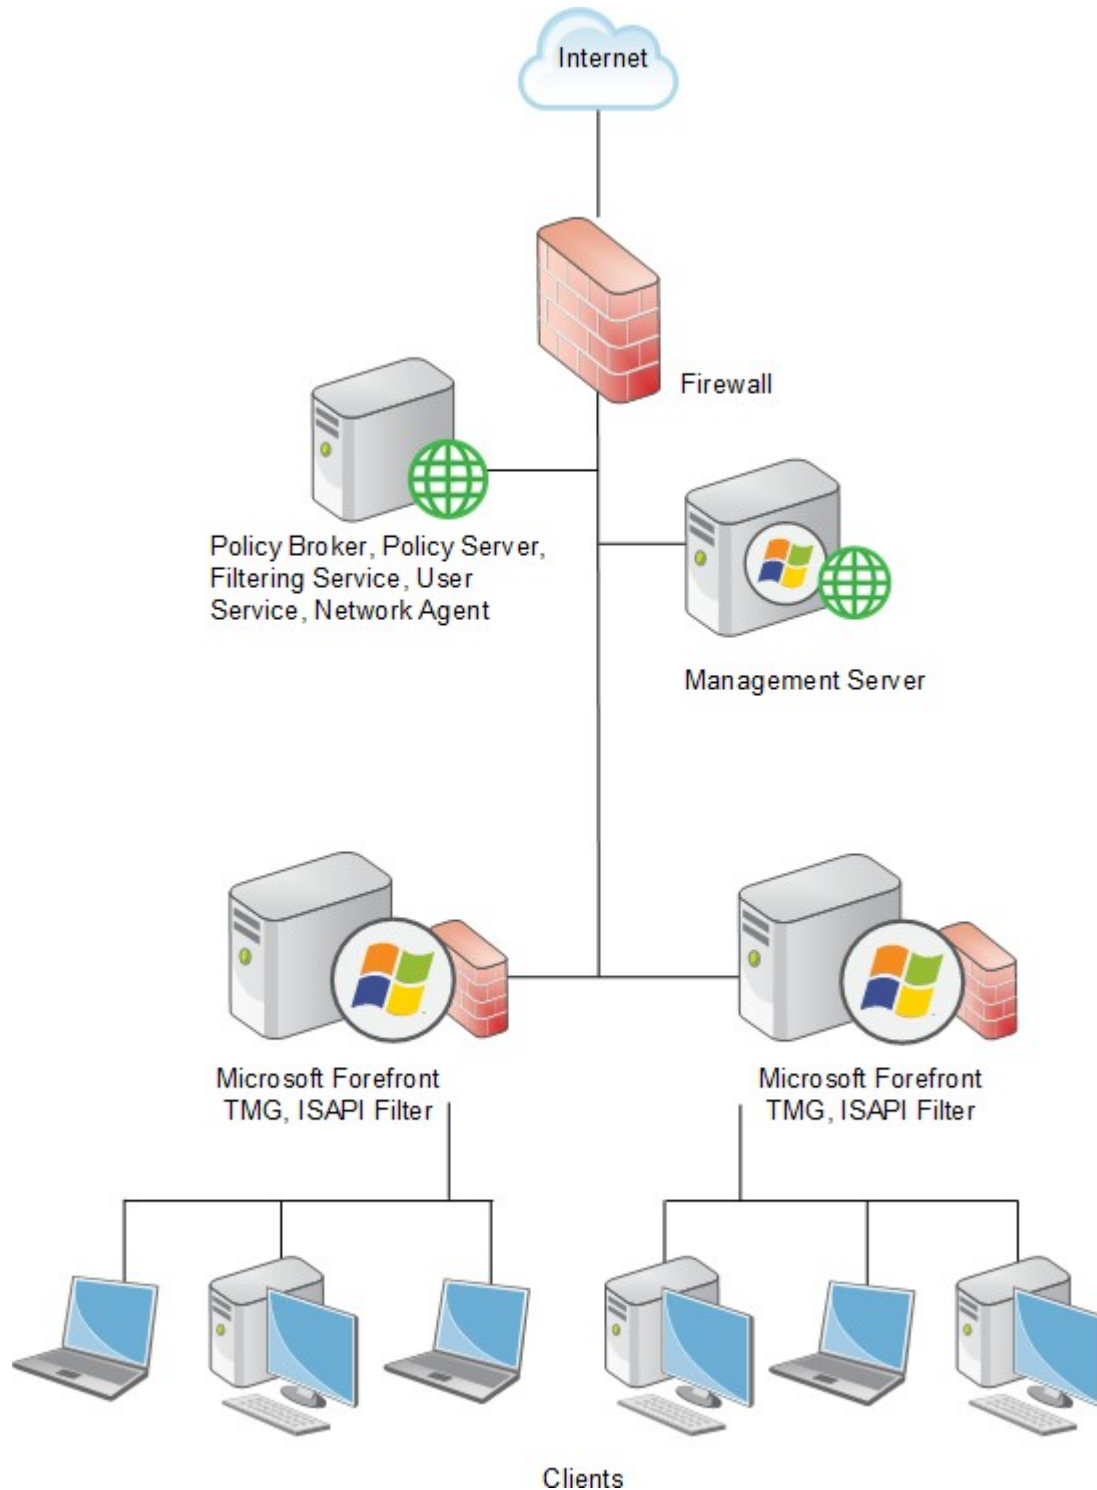 Internet
Firewall
Policy Broker, Policy Server,
Filtering Service, User
Service, Network Agent
Management Server
Microsoft Forefront
TMG, ISAPI Filter
Microsoft Forefront
TMG, ISAPI Filter
Clients